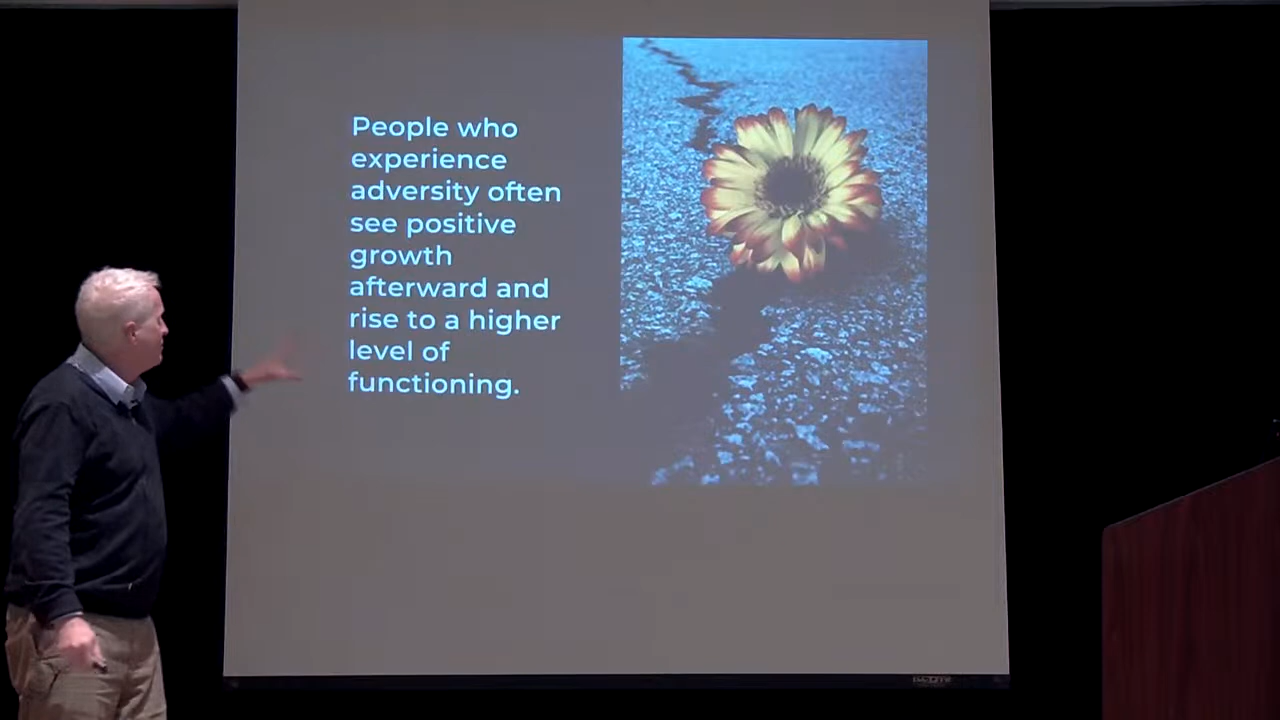 People who
experience
adversity often
see positive
growth
afterward and
rise to a higher
level of
functioning.